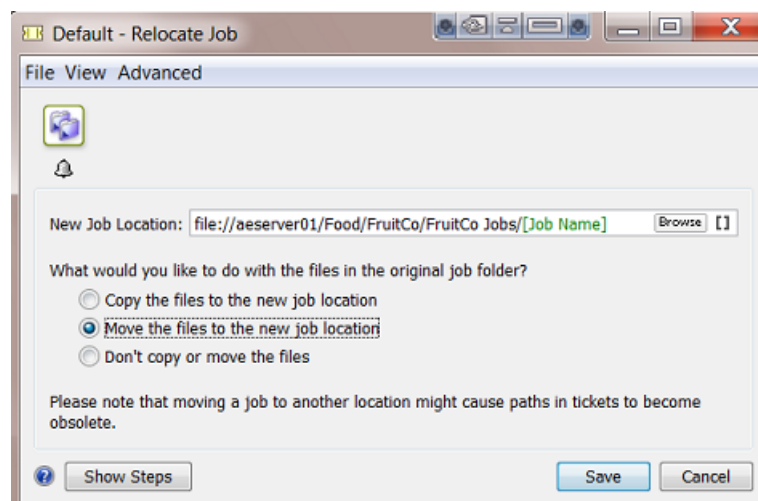 Default - Relocate Job
File View Advanced
New Job Location: file://aeserver01/Food/FruitCo/FruitCo Jobs/[Job Name] Browse []
What would you like to do with the files in the original job folder?
Copy the files to the new job location
Move the files to the new job location
Don't copy or move the files
Please note that moving a job to another location might cause paths in tickets to become
obsolete.
? Show Steps Save Cancel